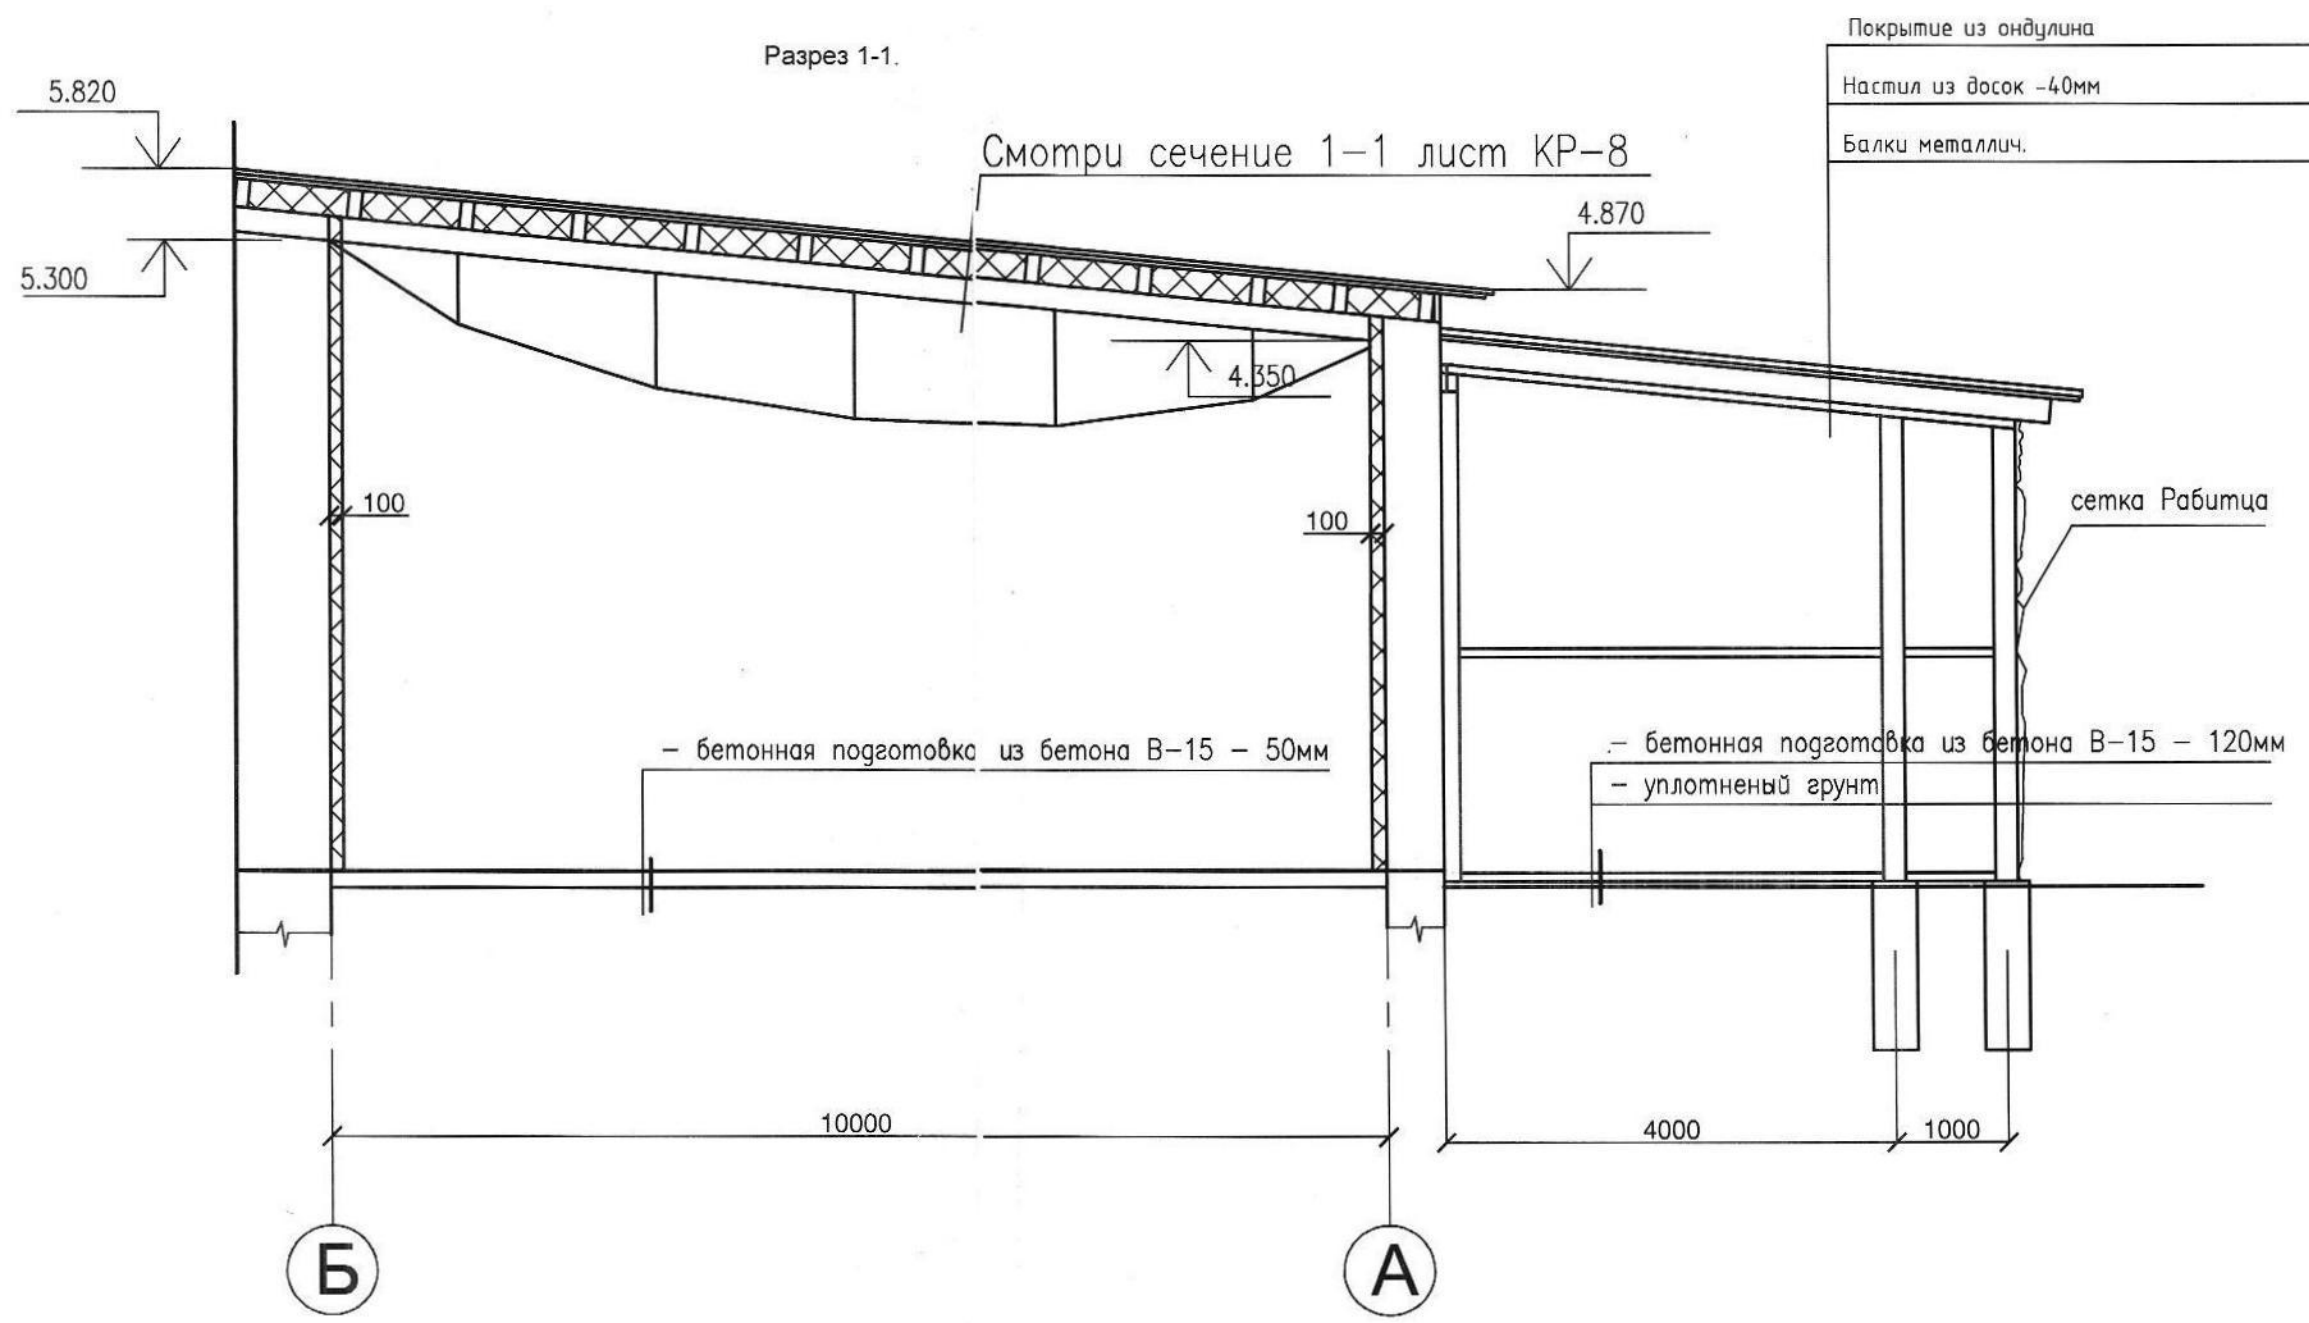 Покрытие из ондулина
Разрез 1-1.
Настил из досок -40мм
5.820
Балки металлич.
Смотри сечение 1-1 лист КР-8
4.870
5.300
4.350
100
сетка Рабитца
100
- бетонная подготовка из бетона В-15 - 50мм
- бетонная подготовка из бетона В-15 - 120мм
- уплотненый грунт
10000
4000
1000
Б
А